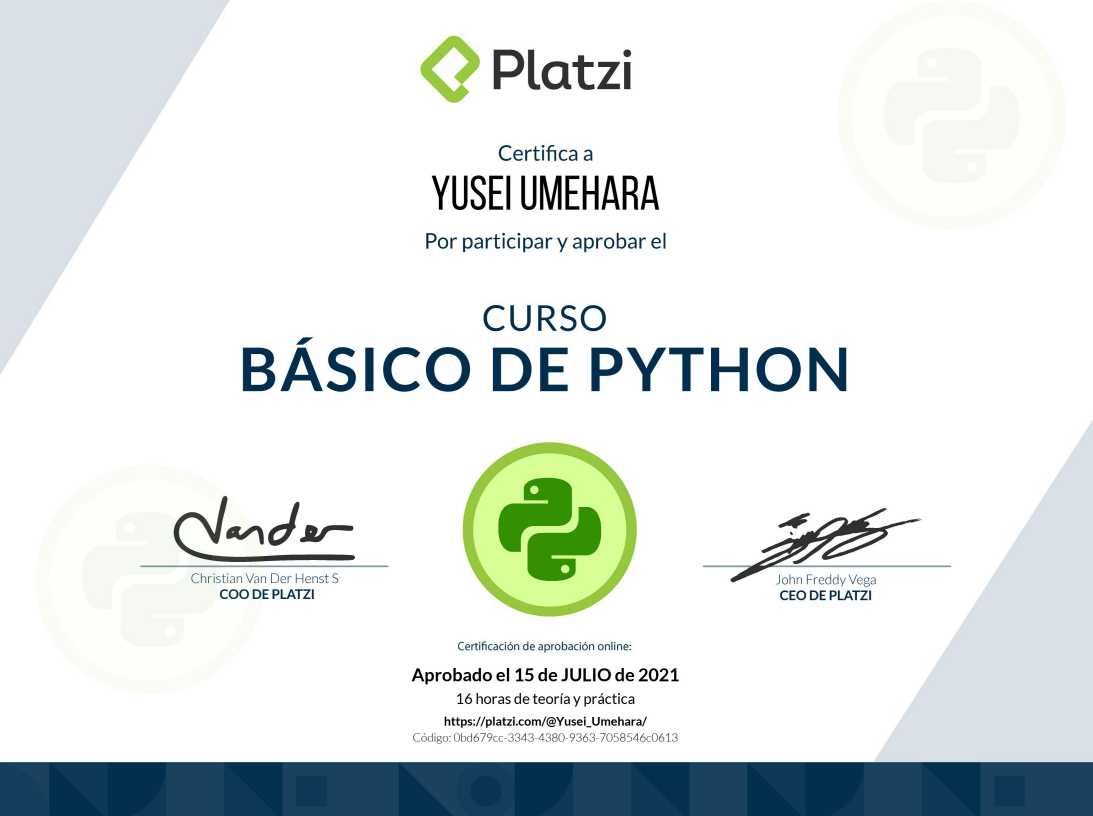 Platzi
Certifica a
YUSEI UMEHARA
Por participar y aprobar el
CURSO
BÁSICO DE PYTHON
Vander
Christian Van Der Henst S
COO DE PLATZI
John Freddy Vega
CEO DE PLATZI
Certificación de aprobación online:
Aprobado el 15 de JULIO de 2021
16 horas de teoría y práctica
https://platzi.com/@Yusei_Umehara/
Código: 0bd679cc-3343-4380-9363-7058546c0613